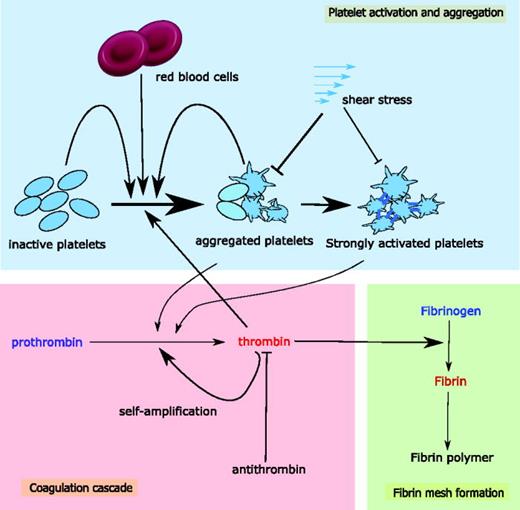 Platelet activation and aggregation
red blood cells
shear stress
inactive platelets
aggregated platelets
Strongly activated platelets
prothrombin
thrombin
self-amplification
antithrombin
Coagulation cascade
Fibrinogen
Fibrin
Fibrin polymer
Fibrin mesh formation